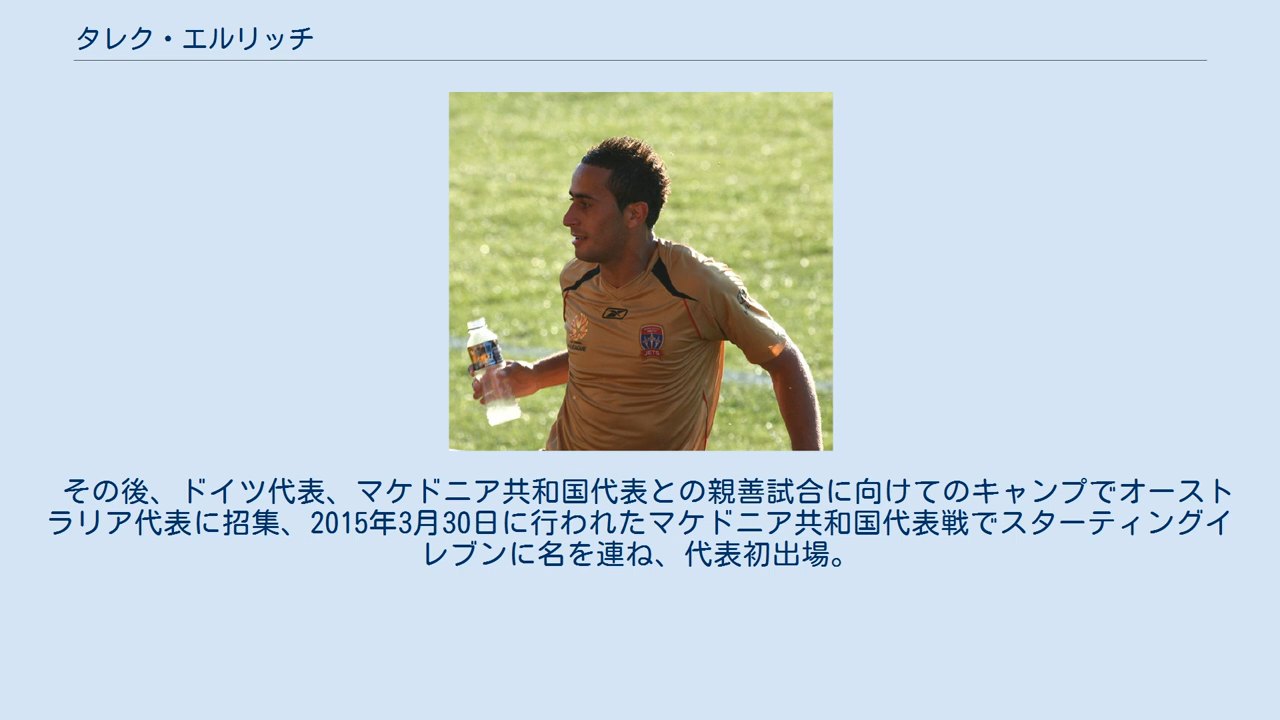 タレク・エルリッチ
JETS
その後、ドイツ代表、マケドニア共和国代表との親善試合に向けてのキャンプでオースト
ラリア代表に招集、2015年3月30日に行われたマケドニア共和国代表戦でスターティングイ
レブンに名を連ね、代表初出場。